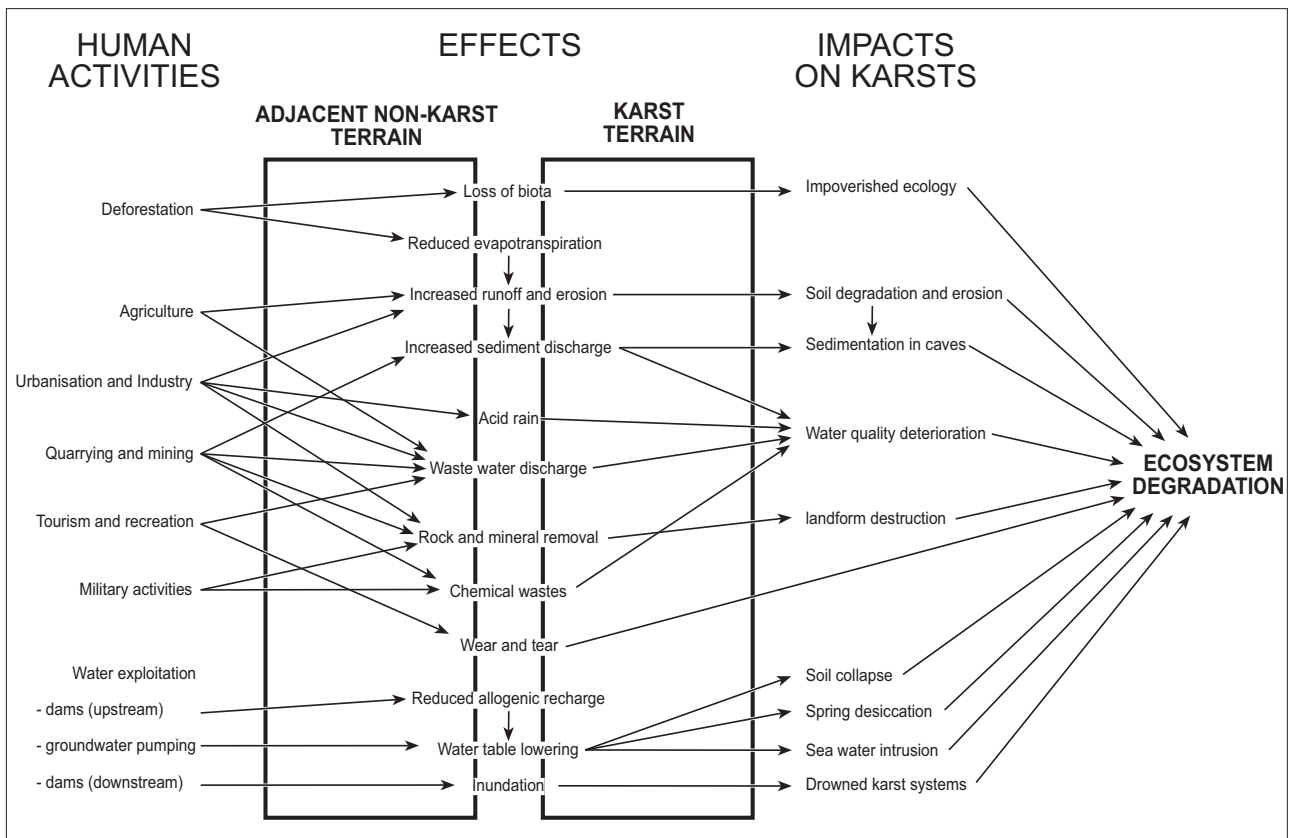 HUMAN
ACTIVITIES
EFFECTS
IMPACTS
ON KARSTS
ADJACENT NON-KARST
TERRAIN
KARST
TERRAIN
Deforestation
Agriculture
Urbanisation and Industry
Quarrying and mining
Tourism and recreation
Military activities
Water exploitation
- dams (upstream)
- groundwater pumping
- dams (downstream)
Loss of biota
Reduced evapotranspiration
Increased runoff and erosion
Increased sediment discharge
Acid rain
Waste water discharge
Rock and mineral removal
Chemical wastes
Wear and tear
Reduced allogenic recharge
Water table lowering
Inundation
Impoverished ecology
Soil degradation and erosion
Sedimentation in caves
Water quality deterioration
landform destruction
Soil collapse
Spring desiccation
Sea water intrusion
Drowned karst systems
ECOSYSTEM
DEGRADATION